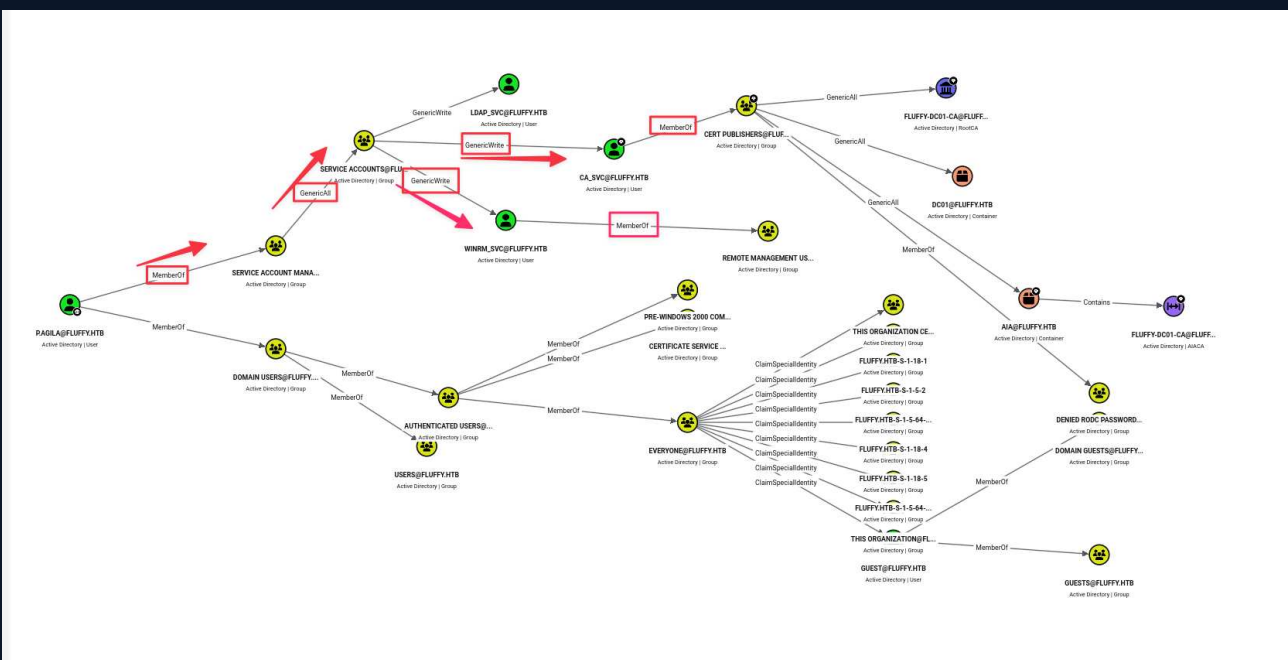 GenericWrite
LDAP_SVC@FLUFFY.HTB
Active Directory | User
GenericAll
FLUFFY-DC01-CA@FLUFF...
Active Directory | RootCA
MemberOf
CERT PUBLISHERS@FLUF...
Active Directory | Group
GenericWrite
CA_SVC@FLUFFY.HTB
Active Directory | User
GenericAll
DC01@FLUFFY.HTB
Active Directory | Container
SERVICE ACCOUNTS@FLU...
Active Directory | Group
GenericWrite
GenericAll
GenericAll
MemberOf
WINRM_SVC@FLUFFY.HTB
Active Directory | User
MemberOf
REMOTE MANAGEMENT US...
Active Directory | Group
MemberOf
SERVICE ACCOUNT MANA...
Active Directory | Group
P.AGILA@FLUFFY.HTB
Active Directory | User
MemberOf
DOMAIN USERS@FLUFFY....
Active Directory | Group
MemberOf
MemberOf
AUTHENTICATED USERS@...
Active Directory | Group
USERS@FLUFFY.HTB
Active Directory | Group
MemberOf
MemberOf
MemberOf
PRE-WINDOWS 2000 COM...
Active Directory | Group
CERTIFICATE SERVICE ...
Active Directory | Group
EVERYONE@FLUFFY.HTB
Active Directory | Group
ClaimSpecialIdentity
ClaimSpecialIdentity
ClaimSpecialIdentity
ClaimSpecialIdentity
ClaimSpecialIdentity
ClaimSpecialIdentity
ClaimSpecialIdentity
ClaimSpecialIdentity
ClaimSpecialIdentity
THIS ORGANIZATION CE...
Active Directory | Group
FLUFFY.HTB-S-1-18-1
Active Directory | Group
FLUFFY.HTB-S-1-5-2
Active Directory | Group
FLUFFY.HTB-S-1-5-64-...
Active Directory | Group
FLUFFY.HTB-S-1-18-4
Active Directory | Group
FLUFFY.HTB-S-1-18-5
Active Directory | Group
FLUFFY.HTB-S-1-5-64-...
Active Directory | Group
THIS ORGANIZATION@FL...
Active Directory | Group
GUEST@FLUFFY.HTB
Active Directory | User
AIA@FLUFFY.HTB
Active Directory | Container
Contains
FLUFFY-DC01-CA@FLUFF...
Active Directory | AIACA
DENIED RODC PASSWORD...
Active Directory | Group
DOMAIN GUESTS@FLUFFY...
Active Directory | Group
MemberOf
MemberOf
GUESTS@FLUFFY.HTB
Active Directory | Group